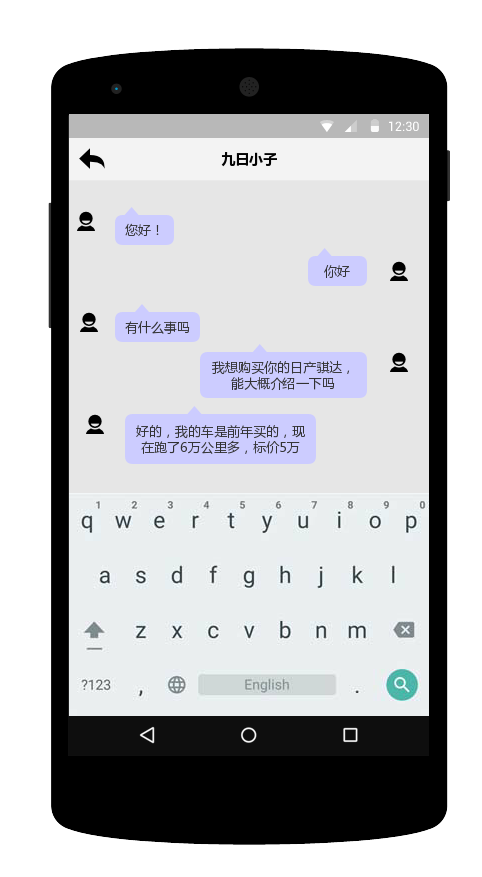 12:30
九日小子
您好！
你好
有什么事吗
我想购买你的日产骐达，
能大概介绍一下吗
好的，我的车是前年买的，现
在跑了6万公里多，标价5万
1 2 3 4 5 6 7 8 9 0
q w e r t y u i o p
a s d f g h j k l
z x c v b n m
?123 , English .